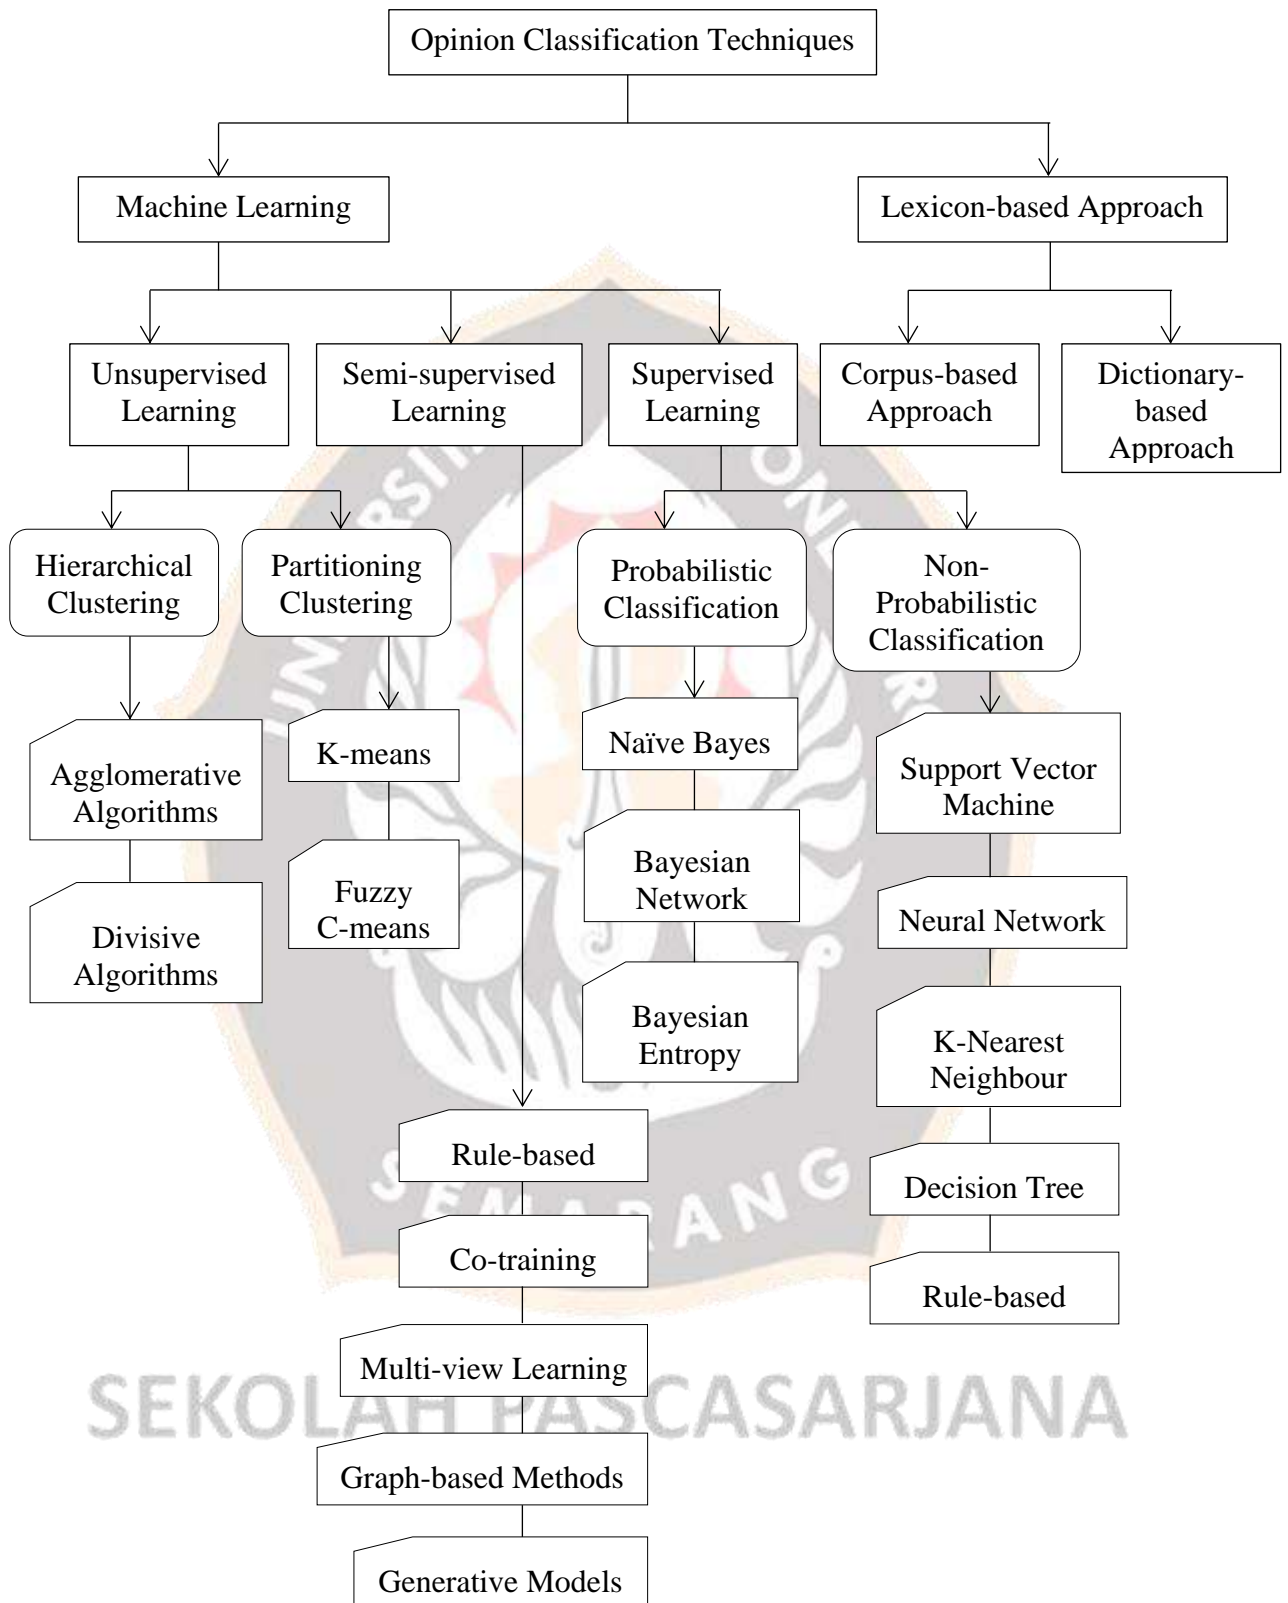 Opinion Classification Techniques
Machine Learning
Lexicon-based Approach
Unsupervised
Learning
Semi-supervised
Learning
Supervised
Learning
Corpus-based
Approach
Dictionary-
based
Approach
Hierarchical
Clustering
Partitioning
Clustering
Probabilistic
Classification
Non-
Probabilistic
Classification
Agglomerative
Algorithms
Divisive
Algorithms
K-means
Fuzzy
C-means
Naïve Bayes
Bayesian
Network
Bayesian
Entropy
Support Vector
Machine
Neural Network
K-Nearest
Neighbour
Decision Tree
Rule-based
Rule-based
Co-training
Multi-view Learning
Graph-based Methods
Generative Models
SEMARANG
SEKOLAH PASCASARJANA